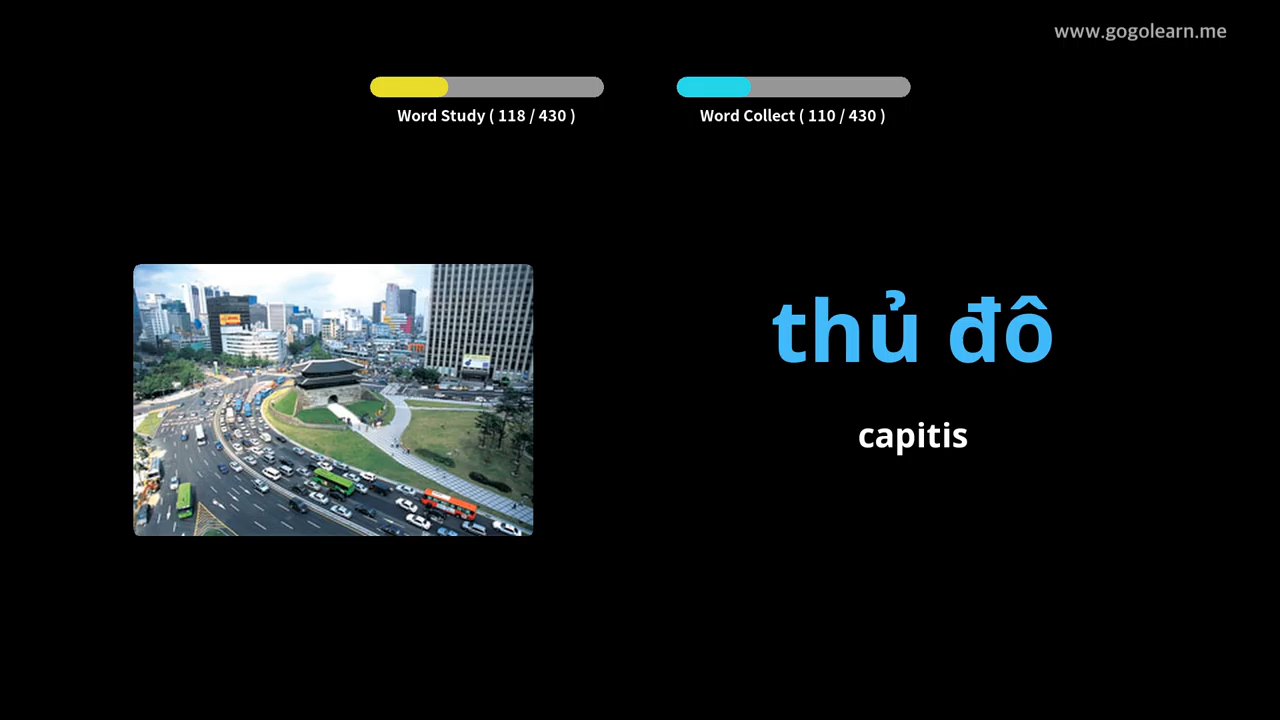 www.gogolearn.me
Word Study ( 118 / 430 )
Word Collect ( 110 / 430 )
thủ đô
capitis